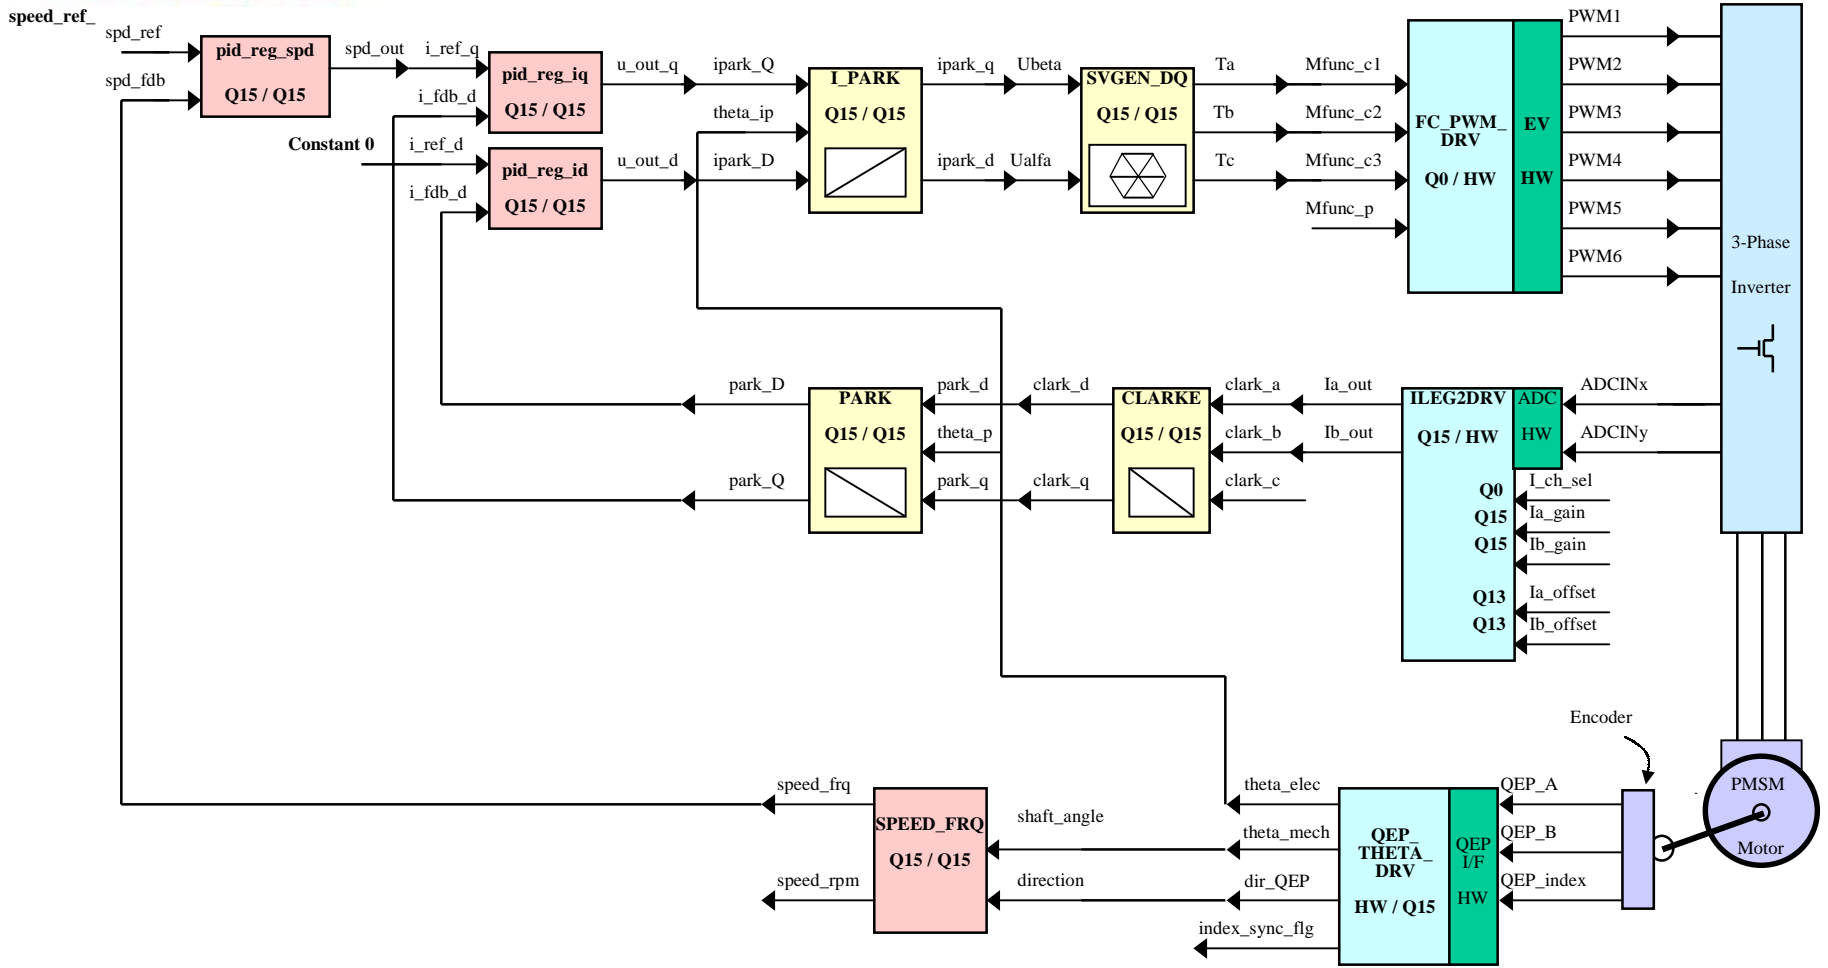 speed_ref_
spd_ref
spd_fdb
pid_reg_spd
Q15 / Q15
spd_out
i_ref_q
i_fdb_d
Constant 0
i_ref_d
i_fdb_d
pid_reg_iq
Q15 / Q15
pid_reg_id
Q15 / Q15
u_out_q
u_out_d
ipark_Q
theta_ip
ipark_D
I_PARK
Q15 / Q15
ipark_q
ipark_d
Ubeta
Ualfa
SVGEN_DQ
Q15 / Q15
Ta
Tb
Tc
Mfunc_c1
Mfunc_c2
Mfunc_c3
Mfunc_p
FC_PWM_
DRV
Q0 / HW
EV
HW
PWM1
PWM2
PWM3
PWM4
PWM5
PWM6
3-Phase
Inverter
park_D
park_Q
PARK
Q15 / Q15
park_d
theta_p
park_q
clark_d
clark_q
CLARKE
Q15 / Q15
clark_a
clark_b
clark_c
Ia_out
Ib_out
ILEG2DRV
Q15 / HW
ADC
HW
ADCINx
ADCINy
Q0
Q15
Q15
Q13
Q13
I_ch_sel
Ia_gain
Ib_gain
Ia_offset
Ib_offset
Encoder
speed_frq
speed_rpm
SPEED_FRQ
Q15 / Q15
shaft_angle
direction
theta_elec
theta_mech
dir_QEP
index_sync_flg
QEP_
THETA_
DRV
HW / Q15
QEP
I/F
HW
QEP_A
QEP_B
QEP_index
PMSM
Motor